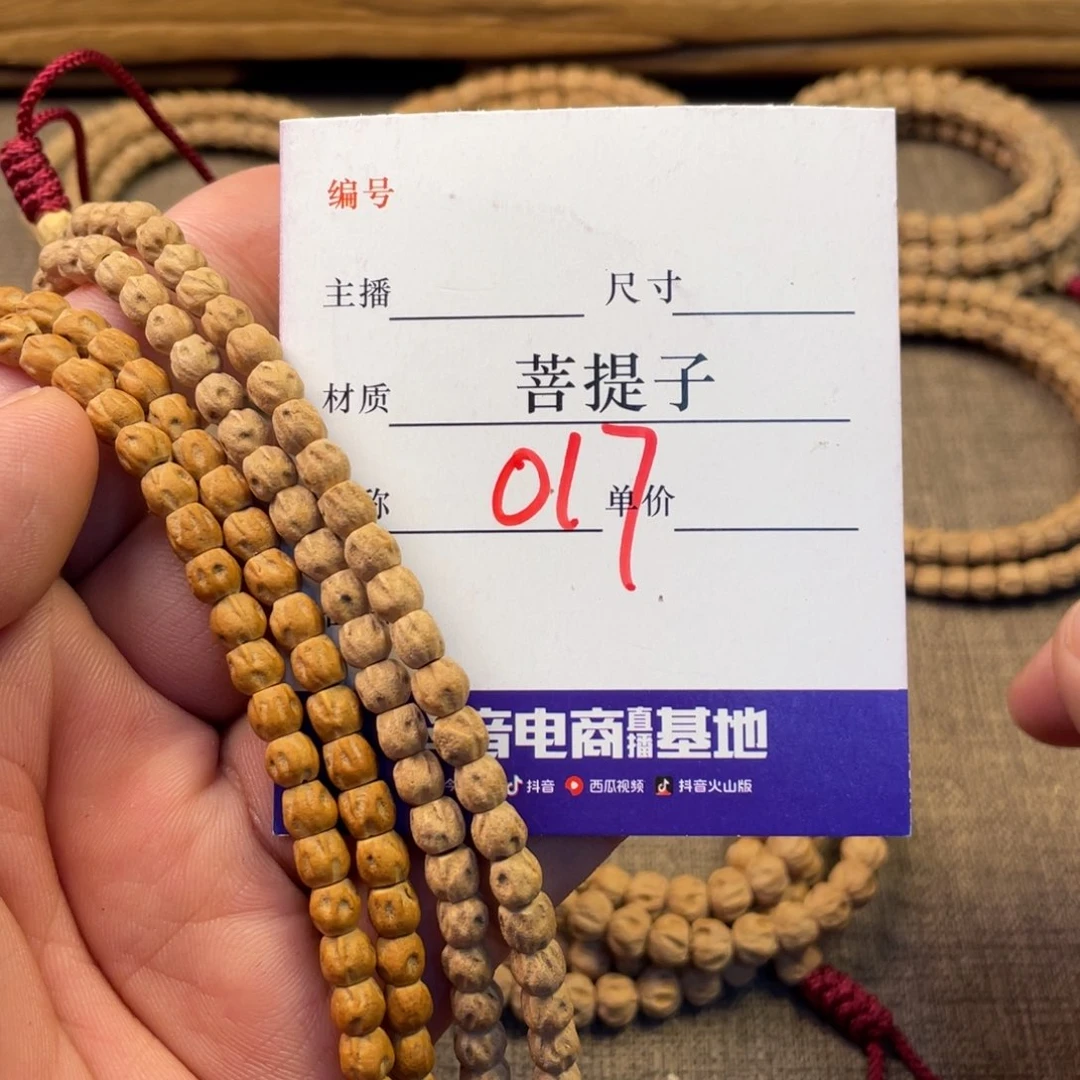 编号
主播 尺寸
材质 菩提子
称 017 单价
音电商直播基地
今 抖音 西瓜视频 抖音火山版